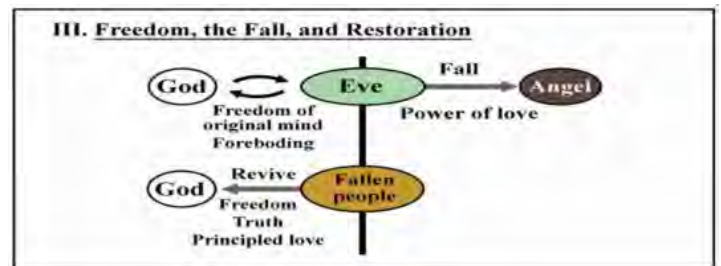 III. Freedom, the Fall, and Restoration
God
Eve
Fall
Angel
Freedom of
original mind
Foreboding
Power of love
God
Revive
Fallen
people
Freedom
Truth
Principled love